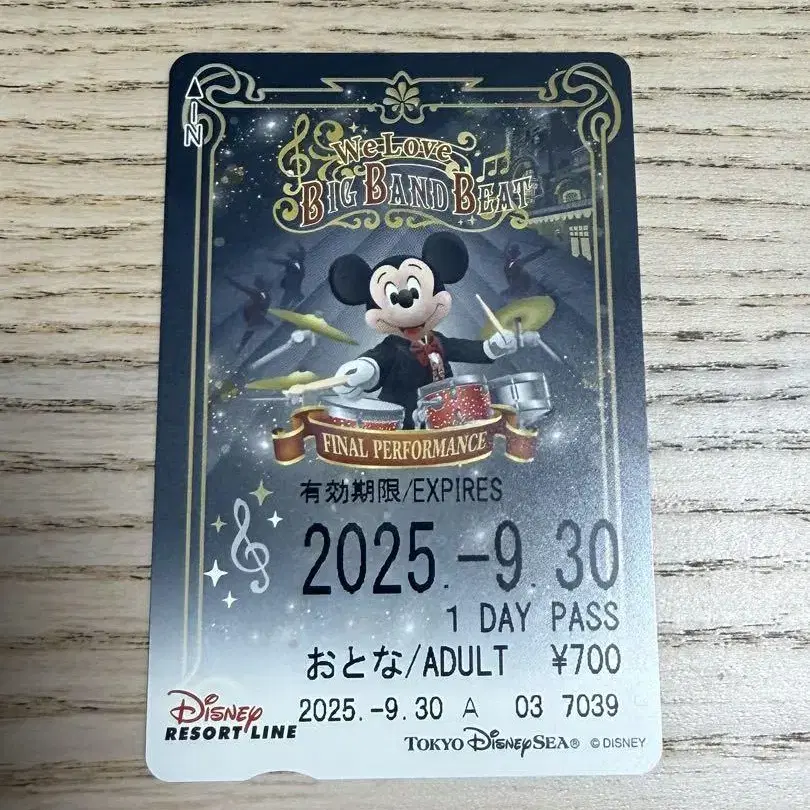 IN
We Love
BIG BAND BEAT
FINAL PERFORMANCE
有効期限/EXPIRES
2025.-9.30
1 DAY PASS
おとな/ADULT ¥700
2025.-9.30 A 03 7039
Disney
RESORT LINE
TOKYO DISNEYSEA® © DISNEY